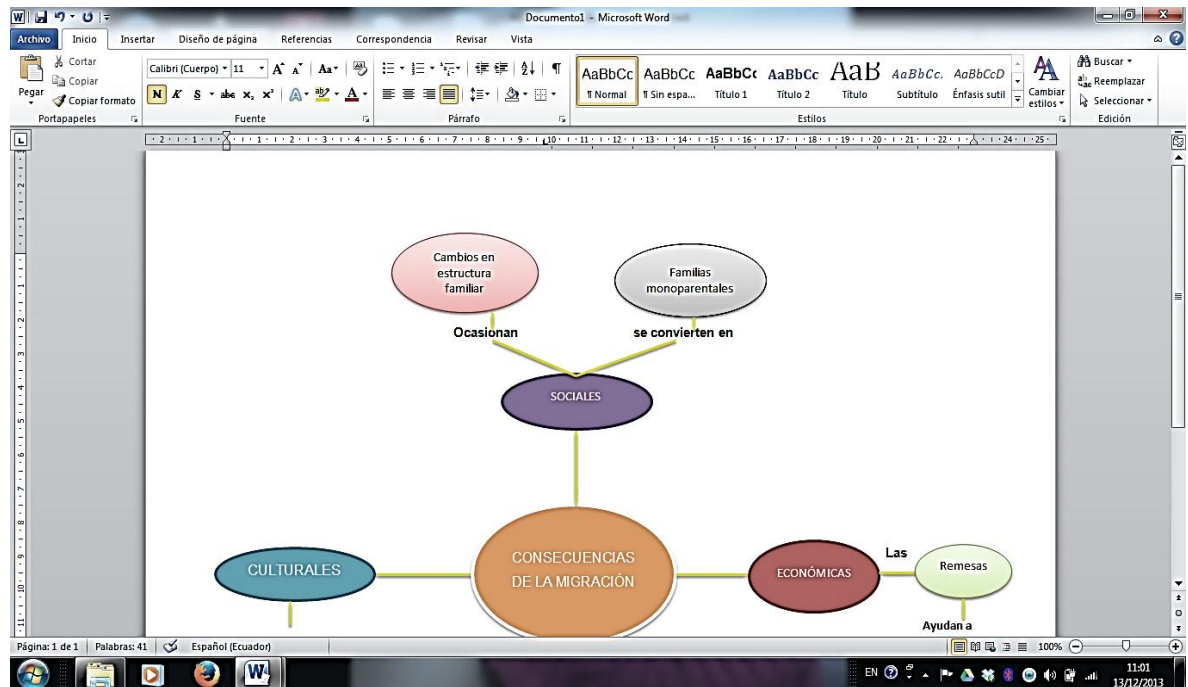 Documento1 - Microsoft Word
Archivo Inicio Insertar Diseño de página Referencias Correspondencia Revisar Vista
Pegar
Cortar
Copiar
Copiar formato
Portapapeles
Calibri (Cuerpo) 11
Fuente
Párrafo
AaBbCc AaBbCc AaBbCc AaBbCc AaB AaBbCc. AaBbCcD
¶ Normal ¶ Sin espa... Título 1 Título 2 Título Subtítulo Énfasis sutil
Cambiar estilos
Estilos
Buscar
Reemplazar
Seleccionar
Edición
Cambios en
estructura
familiar
Familias
monoparentales
Ocasionan
se convierten en
SOCIALES
CONSECUENCIAS
DE LA MIGRACIÓN
CULTURALES
ECONÓMICAS
Las
Remesas
Ayudan a
Página: 1 de 1 Palabras: 41 Español (Ecuador) 100%
EN 11:01
13/12/2013